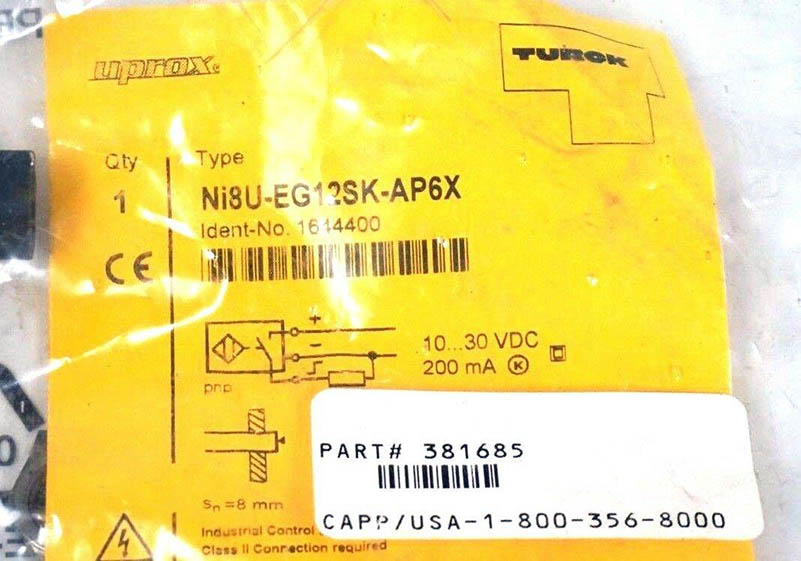 uprox
TURCK
Qty
Type
1
Ni8U-EG12SK-AP6X
Ident-No. 1644400
CE
+
–
10...30 VDC
200 mA K
pnp
PART# 381685
Sn =8 mm
CAPP/USA-1-800-356-8000
Industrial Control
Class II Connection required